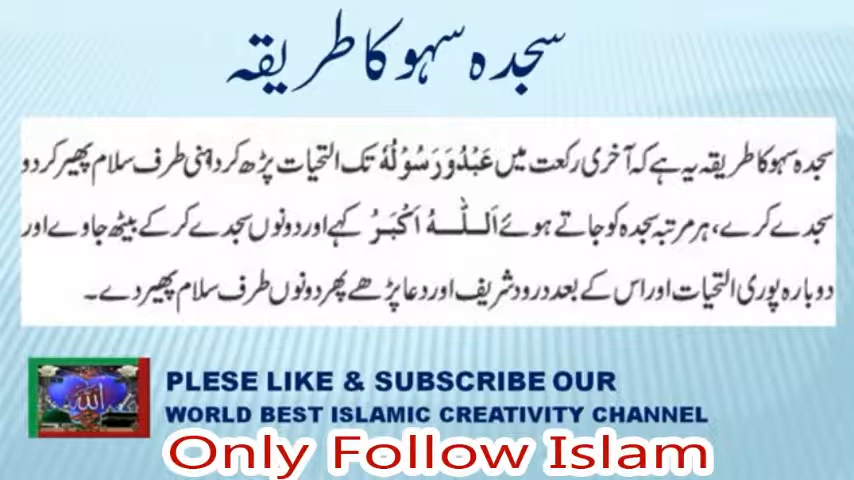 سجدہ سہو کا طریقہ
سجدہ سہو کا طریقہ یہ ہے کہ آخری رکعت میں عَبْدُہٗ وَرَسُوْلُہٗ تک التحیات پڑھ کر داہنی طرف سلام پھیر کر دو
سجدے کرے، ہر مرتبہ سجدہ کو جاتے ہوئے اَللّٰہُ اَکْبَرُ کہے اور دونوں سجدے کر کے بیٹھ جاوے اور
دوبارہ پوری التحیات اور اس کے بعد درود شریف اور دعا پڑھے پھر دونوں طرف سلام پھیر دے۔
اللہ
PLESE LIKE & SUBSCRIBE OUR
WORLD BEST ISLAMIC CREATIVITY CHANNEL
Only Follow Islam